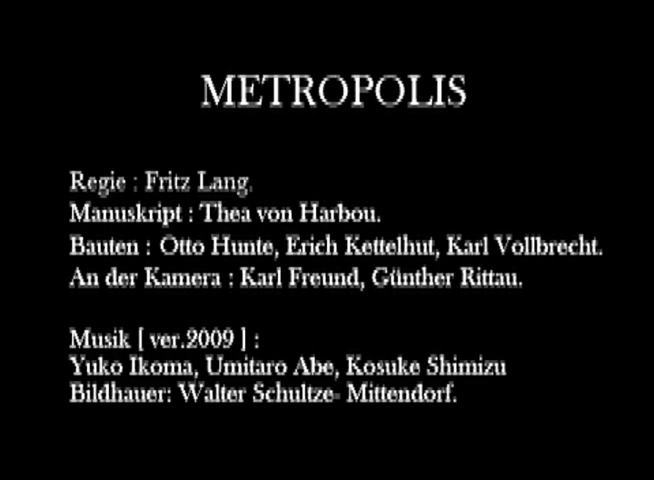 METROPOLIS
Regie : Fritz Lang.
Manuskript : Thea von Harbou.
Bauten : Otto Hunte, Erich Kettelhut, Karl Vollbrecht.
An der Kamera : Karl Freund, Günther Rittau.
Musik [ ver.2009 ] :
Yuko Ikoma, Umitaro Abe, Kosuke Shimizu
Bildhauer: Walter Schultze- Mittendorf.